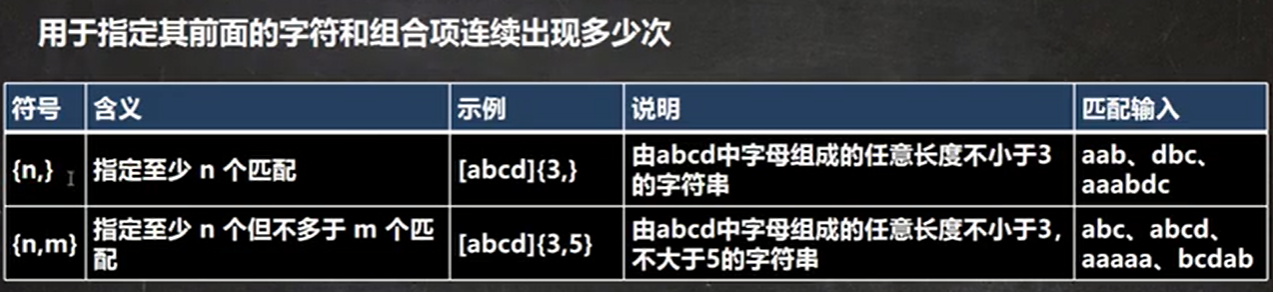 用于指定其前面的字符和组合项连续出现多少次
符号 含义 示例 说明 匹配输入
{n,} 指定至少 n 个匹配 [abcd]{3,} 由abcd中字母组成的任意长度不小于3
的字符串 aab、dbc、
aaabdc
{n,m} 指定至少 n 个但不多于 m 个匹
配 [abcd]{3,5} 由abcd中字母组成的任意长度不小于3，
不大于5的字符串 abc、abcd、
aaaaa、bcdab